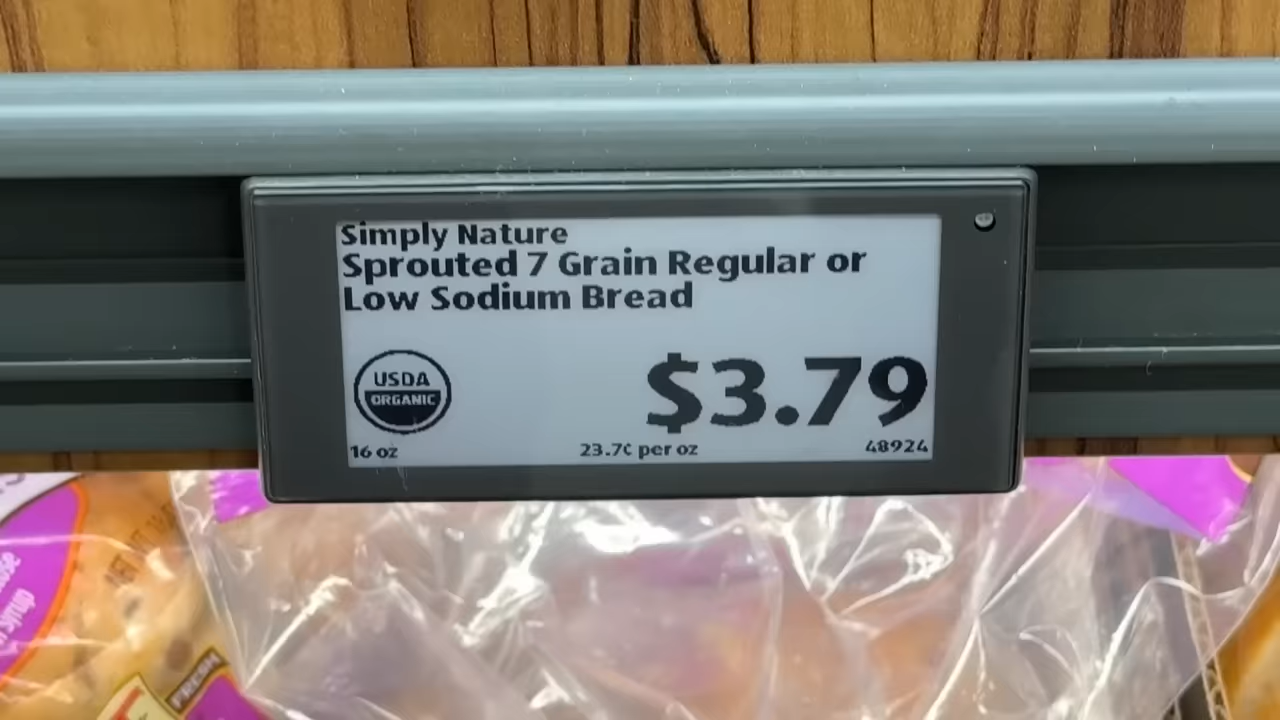 Simply Nature
Sprouted 7 Grain Regular or
Low Sodium Bread
USDA
ORGANIC
$3.79
16 oz
23.7¢ per oz
48924
FRESH